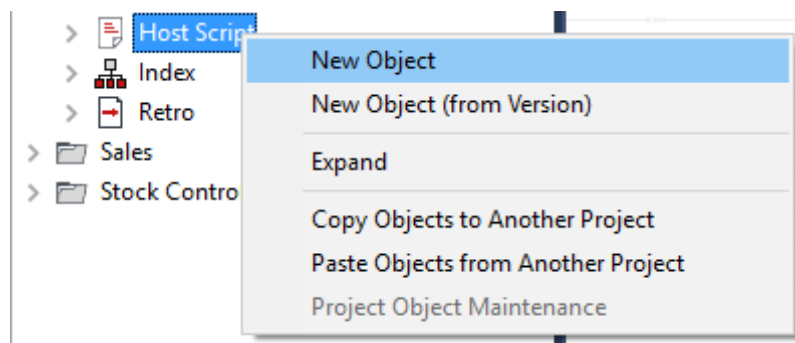 Host Script
Index
Retro
Sales
Stock Contro
New Object
New Object (from Version)
Expand
Copy Objects to Another Project
Paste Objects from Another Project
Project Object Maintenance